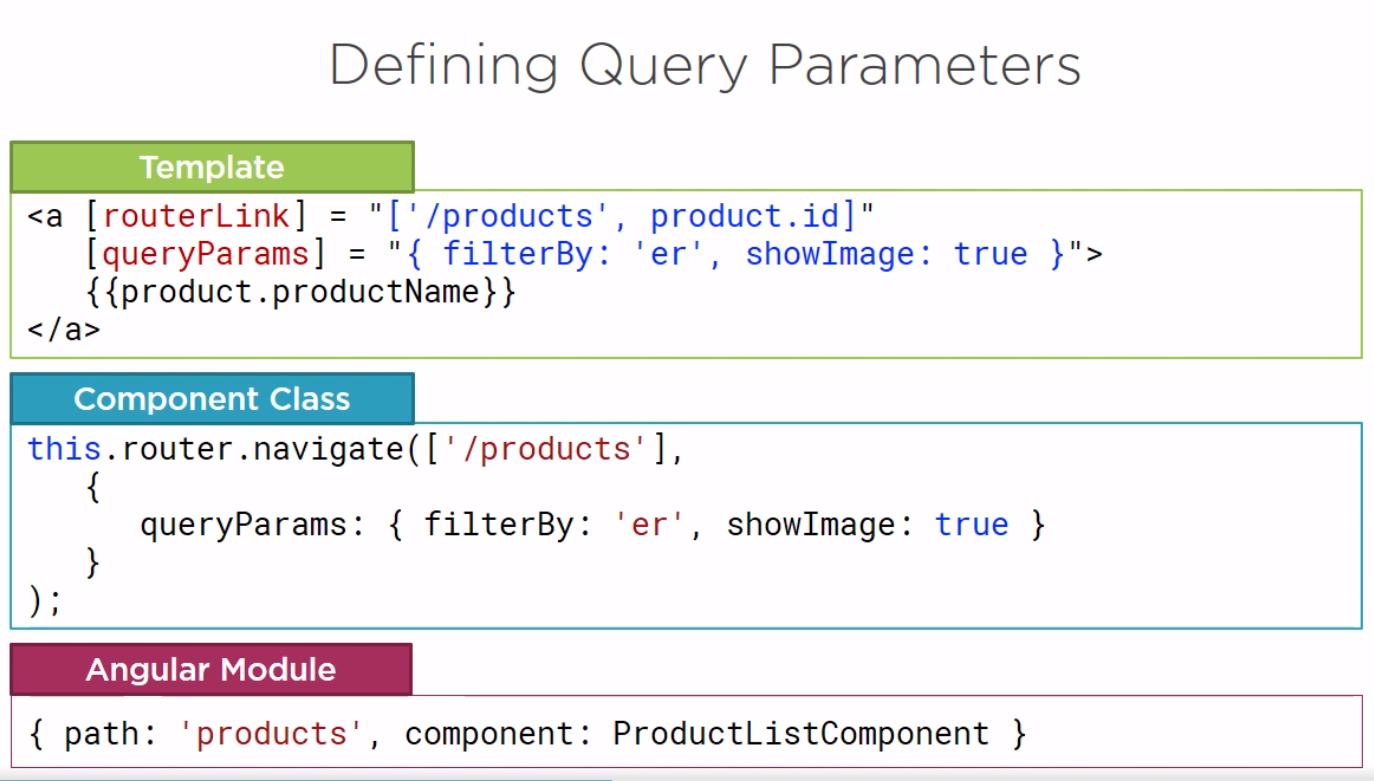 Defining Query Parameters
Template
<a [routerLink] = "['/products', product.id]"
[queryParams] = "{ filterBy: 'er', showImage: true }">
{{product.productName}}
</a>
Component Class
this.router.navigate(['/products'],
{
queryParams: { filterBy: 'er', showImage: true }
}
);
Angular Module
{ path: 'products', component: ProductListComponent }